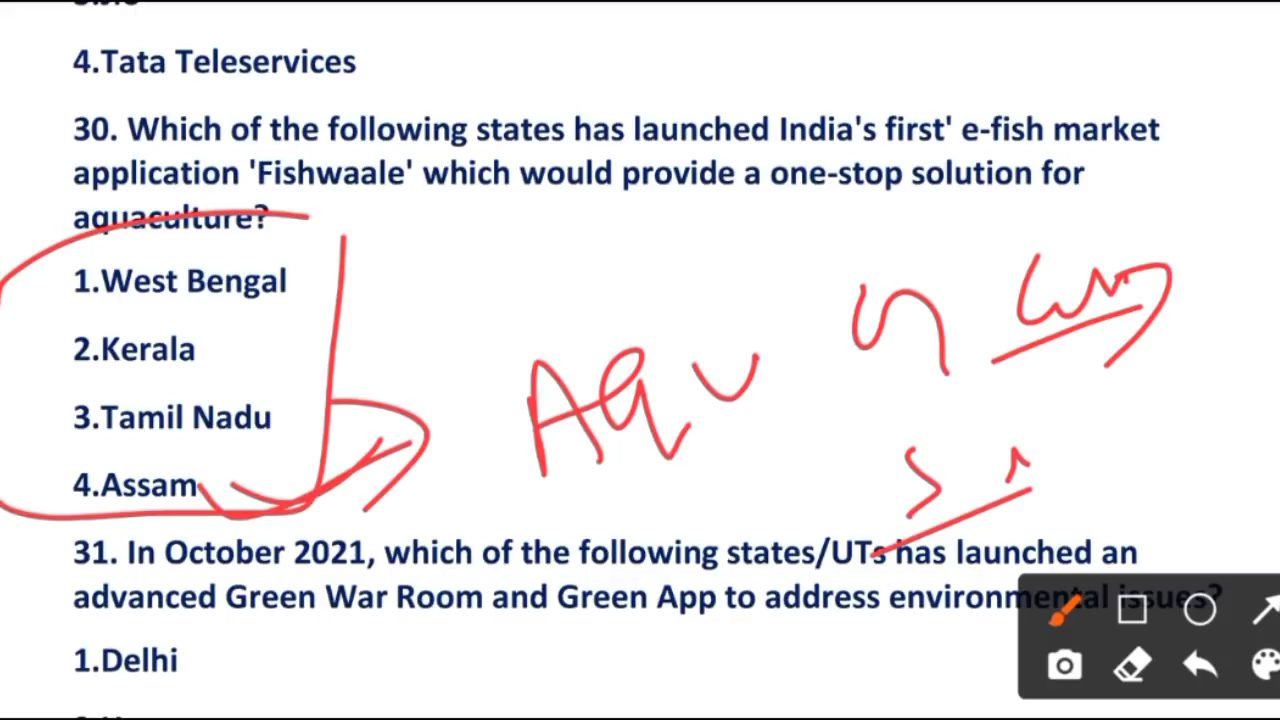 4.Tata Teleservices
30. Which of the following states has launched India's first' e-fish market
application 'Fishwaale' which would provide a one-stop solution for
aquaculture?
1.West Bengal
2.Kerala
3.Tamil Nadu
4.Assam
Aqu
31. In October 2021, which of the following states/UTs has launched an
advanced Green War Room and Green App to address environmental issues?
1.Delhi